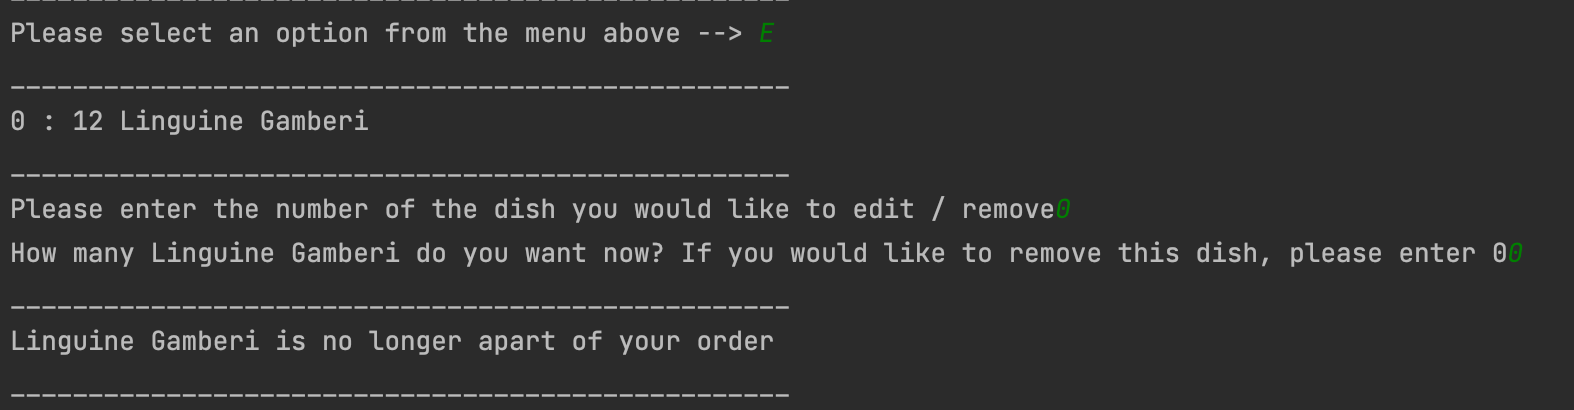 --------------------------------------------------
Please select an option from the menu above --> E
--------------------------------------------------
0 : 12 Linguine Gamberi
--------------------------------------------------
Please enter the number of the dish you would like to edit / remove0
How many Linguine Gamberi do you want now? If you would like to remove this dish, please enter 00
--------------------------------------------------
Linguine Gamberi is no longer apart of your order
--------------------------------------------------